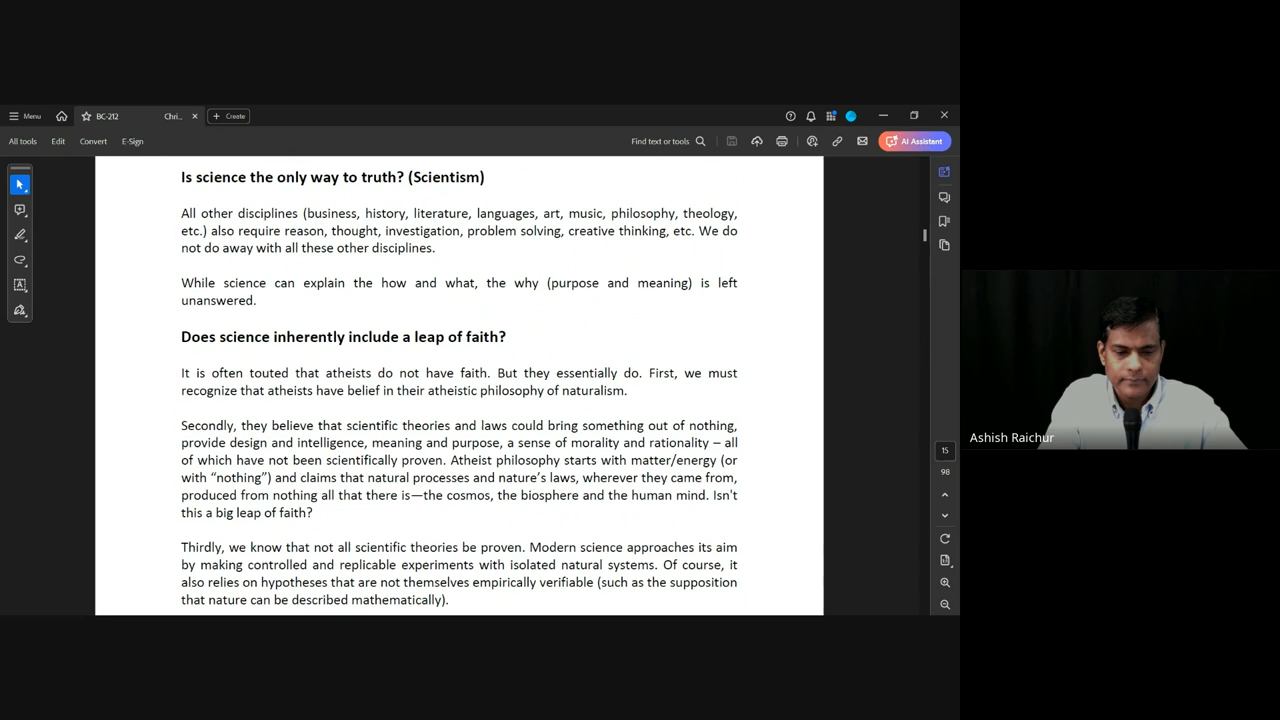 Menu
BC-212
Chri...
Create
All tools
Edit
Convert
E-Sign
Find text or tools
AI Assistant
Is science the only way to truth? (Scientism)
All other disciplines (business, history, literature, languages, art, music, philosophy, theology,
etc.) also require reason, thought, investigation, problem solving, creative thinking, etc. We do
not do away with all these other disciplines.
While science can explain the how and what, the why (purpose and meaning) is left
unanswered.
Does science inherently include a leap of faith?
It is often touted that atheists do not have faith. But they essentially do. First, we must
recognize that atheists have belief in their atheistic philosophy of naturalism.
Secondly, they believe that scientific theories and laws could bring something out of nothing,
provide design and intelligence, meaning and purpose, a sense of morality and rationality – all
of which have not been scientifically proven. Atheist philosophy starts with matter/energy (or
with “nothing”) and claims that natural processes and nature’s laws, wherever they came from,
produced from nothing all that there is—the cosmos, the biosphere and the human mind. Isn't
this a big leap of faith?
Thirdly, we know that not all scientific theories be proven. Modern science approaches its aim
by making controlled and replicable experiments with isolated natural systems. Of course, it
also relies on hypotheses that are not themselves empirically verifiable (such as the supposition
that nature can be described mathematically).
15
98
Ashish Raichur